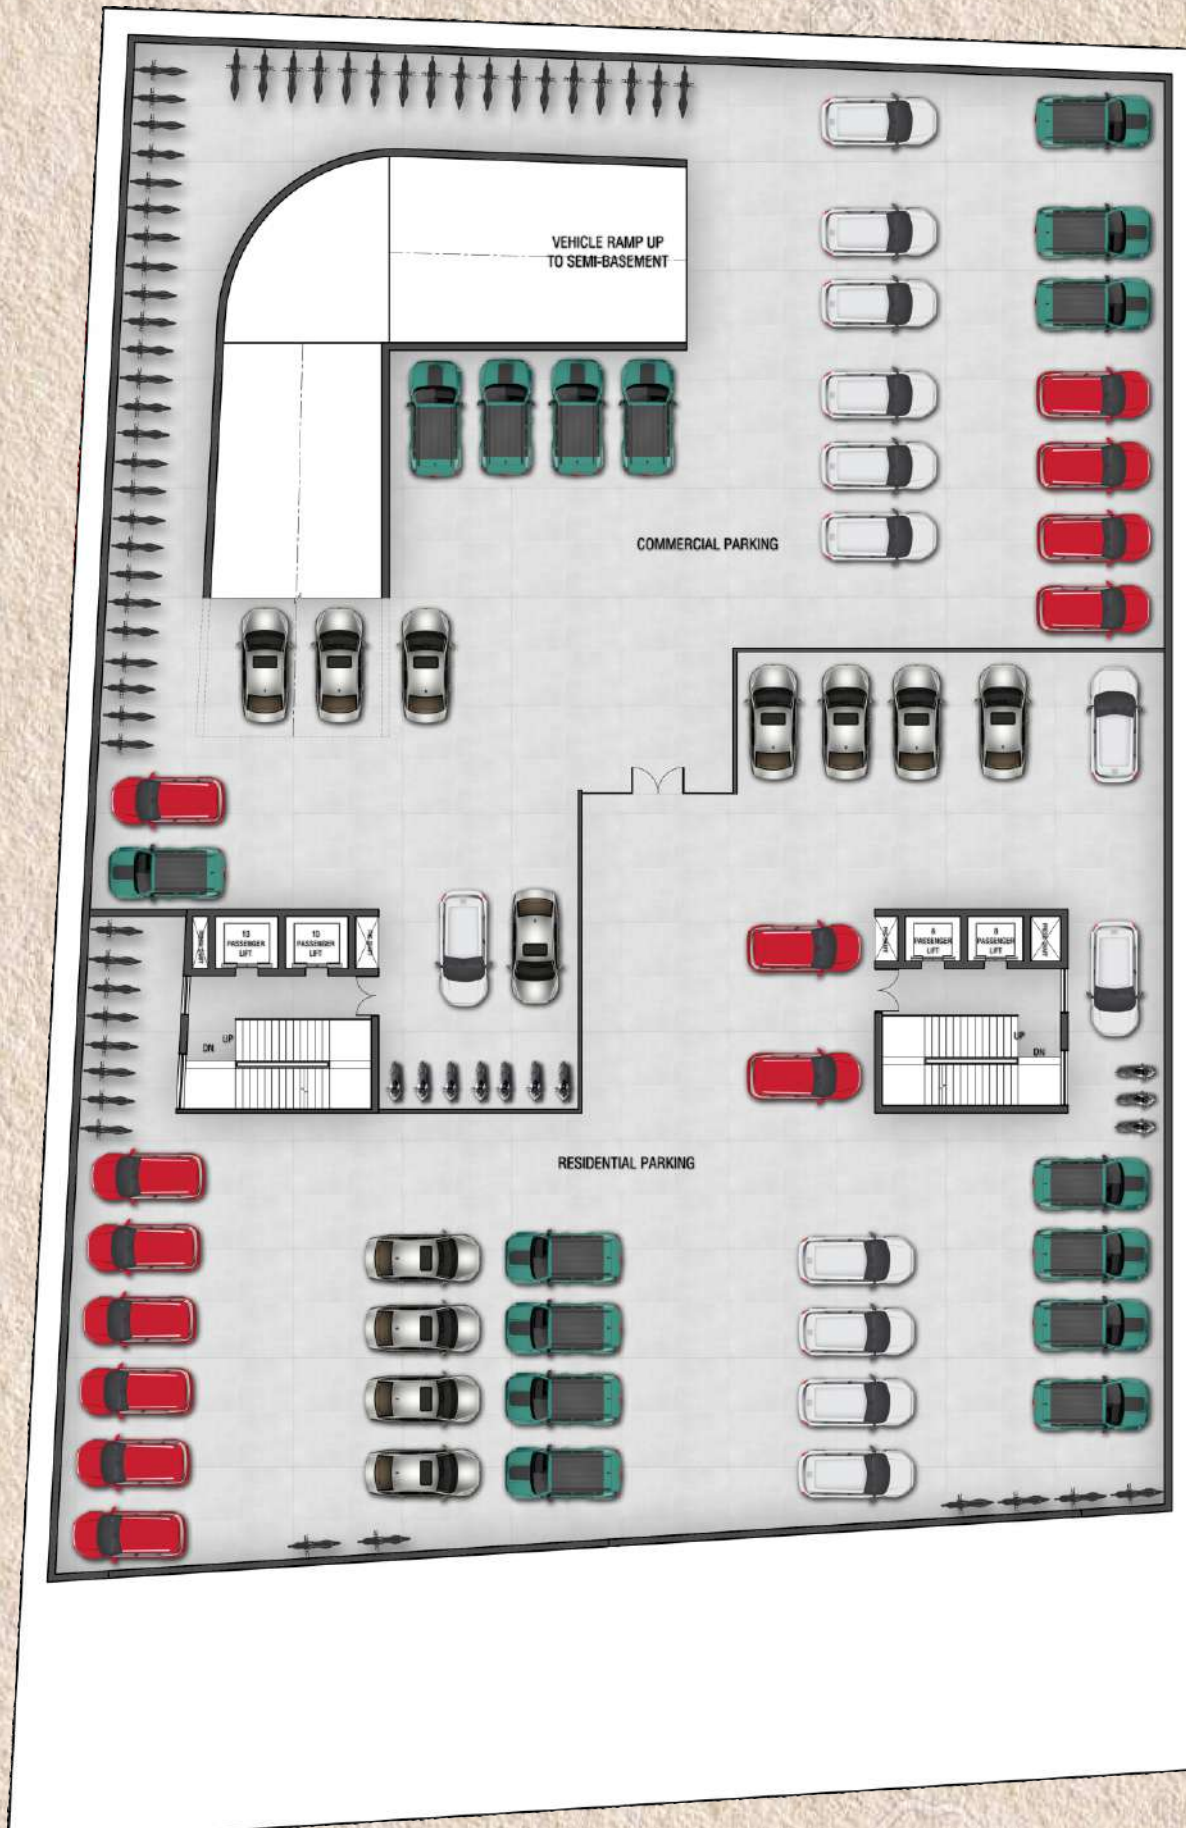 VEHICLE RAMP UP
TO SEMI-BASEMENT
COMMERCIAL PARKING
13
PASSENGER
LIFT
10
PASSENGER
LIFT
8
PASSENGER
LIFT
8
PASSENGER
LIFT
UP
DN
UP
DN
RESIDENTIAL PARKING